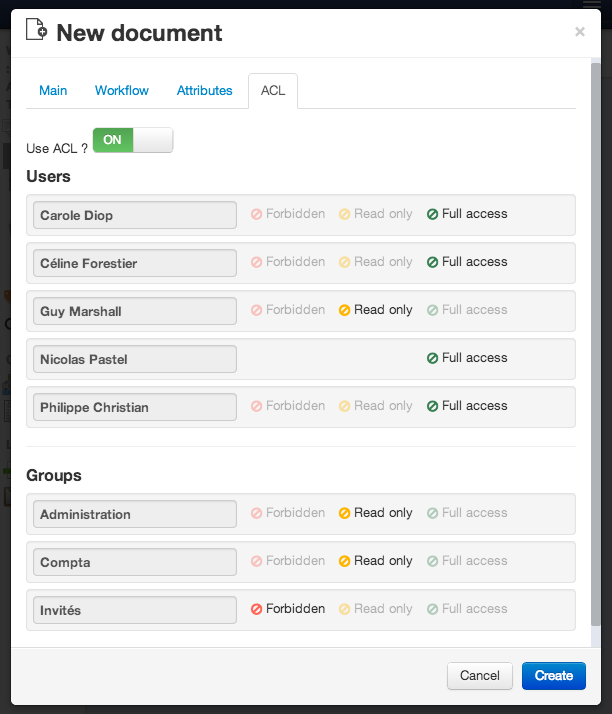 New document ×
Main Workflow Attributes ACL
Use ACL ? ON
Users
Carole Diop Forbidden Read only Full access
Céline Forestier Forbidden Read only Full access
Guy Marshall Forbidden Read only Full access
Nicolas Pastel Full access
Philippe Christian Forbidden Read only Full access
Groups
Administration Forbidden Read only Full access
Compta Forbidden Read only Full access
Invités Forbidden Read only Full access
Cancel Create